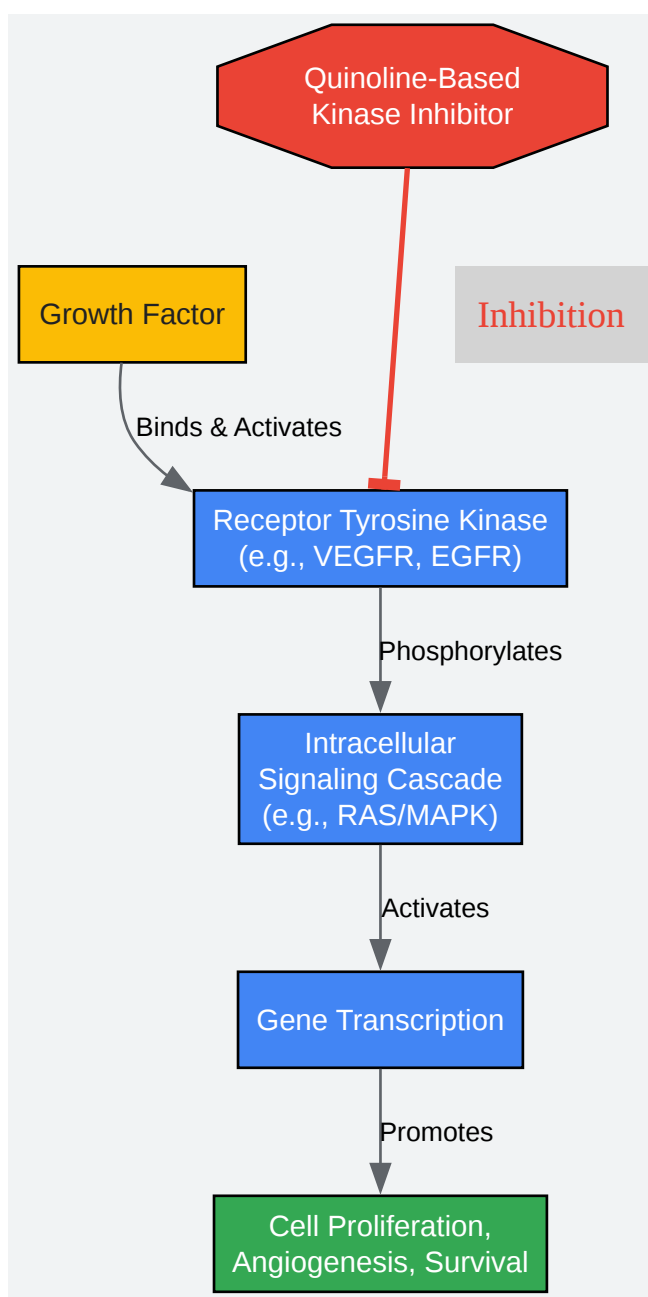 Quinoline-Based
Kinase Inhibitor
Growth Factor
Inhibition
Binds & Activates
Receptor Tyrosine Kinase
(e.g., VEGFR, EGFR)
Phosphorylates
Intracellular
Signaling Cascade
(e.g., RAS/MAPK)
Activates
Gene Transcription
Promotes
Cell Proliferation,
Angiogenesis, Survival